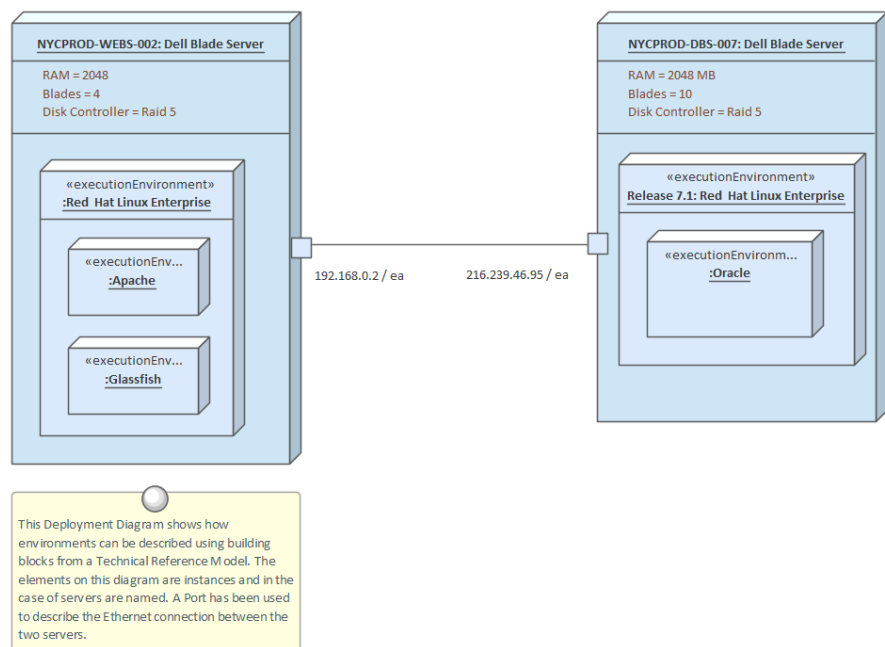 NYCPROD-WEBS-002: Dell Blade Server
RAM = 2048
Blades = 4
Disk Controller = Raid 5
«executionEnvironment»
:Red Hat Linux Enterprise
«executionEnv...
:Apache
«executionEnv...
:Glassfish
192.168.0.2 / ea
216.239.46.95 / ea
NYCPROD-DBS-007: Dell Blade Server
RAM = 2048 MB
Blades = 10
Disk Controller = Raid 5
«executionEnvironment»
Release 7.1: Red Hat Linux Enterprise
«executionEnvironm...
:Oracle
This Deployment Diagram shows how
environments can be described using building
blocks from a Technical Reference Model. The
elements on this diagram are instances and in the
case of servers are named. A Port has been used
to describe the Ethernet connection between the
two servers.